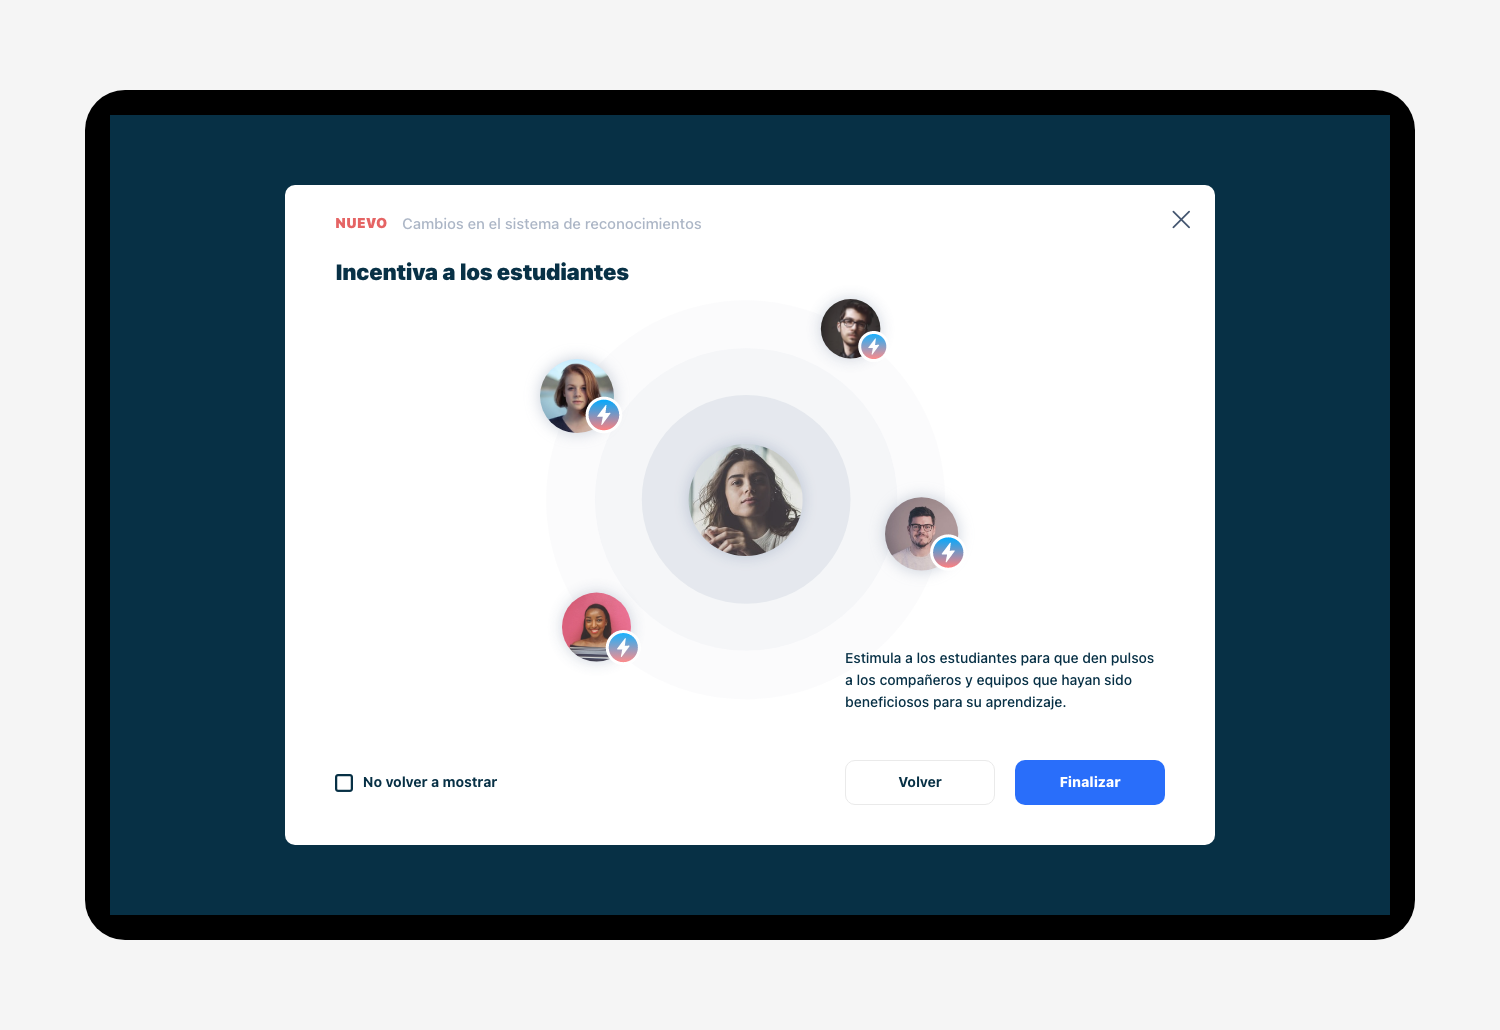 NUEVO Cambios en el sistema de reconocimientos
Incentiva a los estudiantes
Estimula a los estudiantes para que den pulsos
a los compañeros y equipos que hayan sido
beneficiosos para su aprendizaje.
No volver a mostrar
Volver
Finalizar